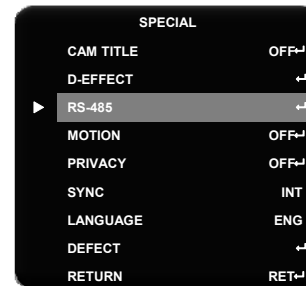 SPECIAL
CAM TITLE OFF↵
D-EFFECT ↵
RS-485 ↵
MOTION OFF↵
PRIVACY OFF↵
SYNC INT
LANGUAGE ENG
DEFECT ↵
RETURN RET↵